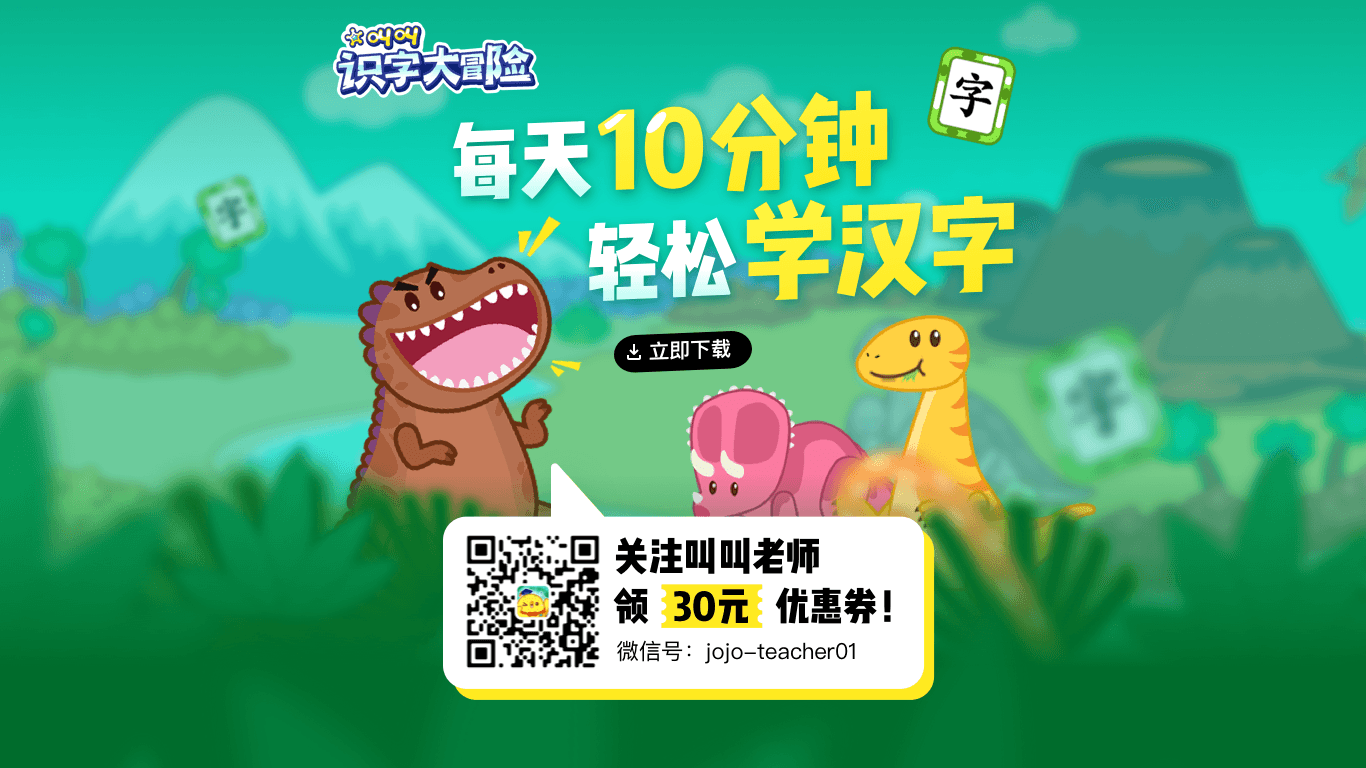 叫叫
识字大冒险
字
每天10分钟
轻松学汉字
字
立即下载
字
关注叫叫老师
领 30元 优惠券!
微信号：jojo-teacher01